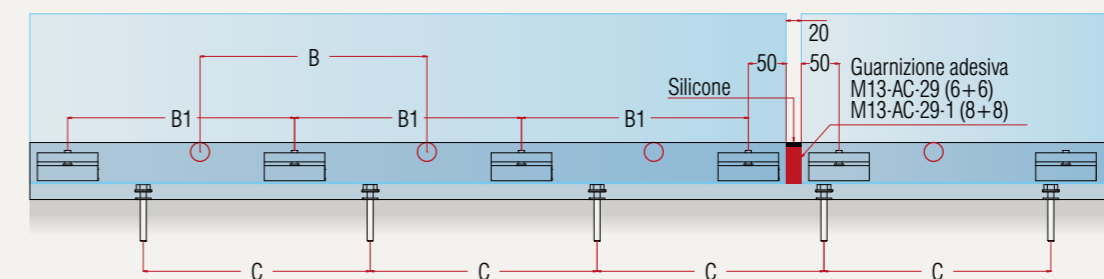 20
B
50
50
Guarnizione adesiva
M13-AC-29 (6+6)
M13-AC-29-1 (8+8)
Silicone
B1
B1
B1
C
C
C
C